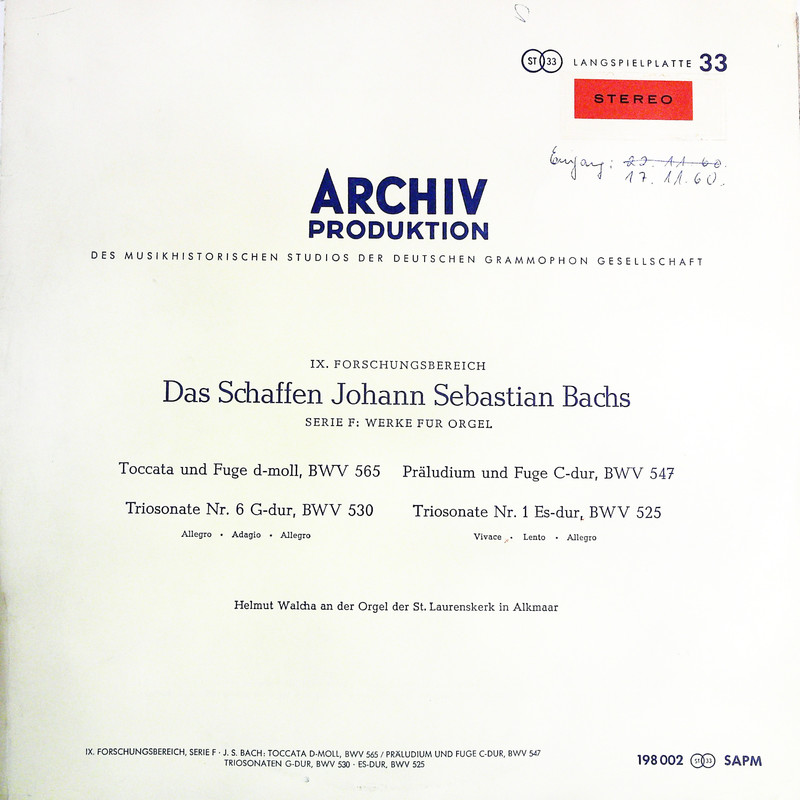 ST 33 LANGSPIELPLATTE 33
STEREO
Eingang: 17.11.60.
ARCHIV
PRODUKTION
DES MUSIKHISTORISCHEN STUDIOS DER DEUTSCHEN GRAMMOPHON GESELLSCHAFT
IX. FORSCHUNGSBEREICH
Das Schaffen Johann Sebastian Bachs
SERIE F: WERKE FÜR ORGEL
Toccata und Fuge d-moll, BWV 565 Präludium und Fuge C-dur, BWV 547
Triosonate Nr. 6 G-dur, BWV 530 Triosonate Nr. 1 Es-dur, BWV 525
Allegro · Adagio · Allegro Vivace · Lento · Allegro
Helmut Walcha an der Orgel der St. Laurenskerk in Alkmaar
IX. FORSCHUNGSBEREICH, SERIE F · J. S. BACH: TOCCATA D-MOLL, BWV 565 / PRÄLUDIUM UND FUGE C-DUR, BWV 547
TRIOSONATEN G-DUR, BWV 530 · ES-DUR, BWV 525
198 002 ST 33 SAPM